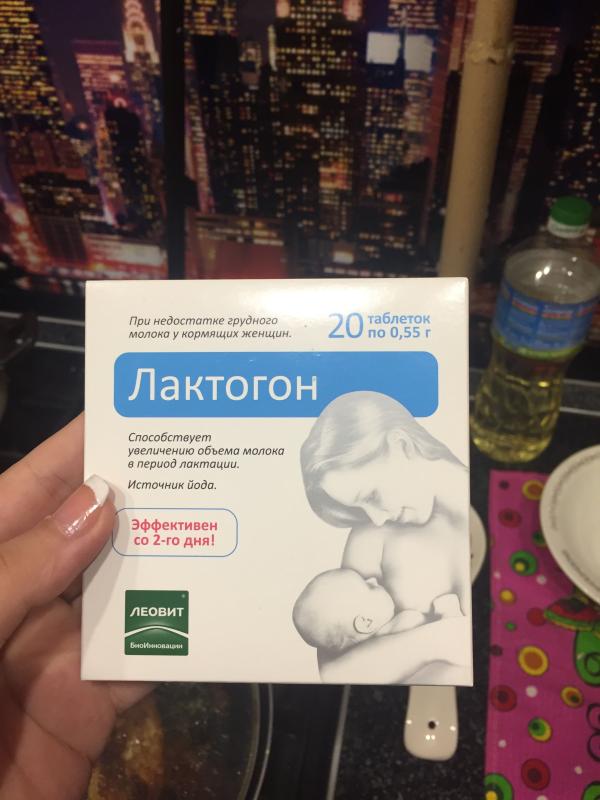 При недостатке грудного
молока у кормящих женщин.
20 таблеток
по 0,55 г
Лактогон
Способствует
увеличению объема молока
в период лактации.
Источник йода.
Эффективен
со 2-го дня!
ЛЕОВИТ
БиоИнновации